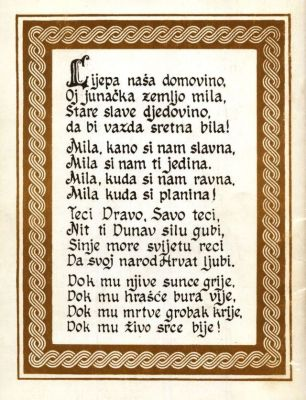 Lijepa naša domovino,
Oj junačka zemljo mila,
Stare slave djedovino,
da bi vazda sretna bila!
Mila, kano si nam slavna,
Mila si nam ti jedina.
Mila, kuda si nam ravna,
Mila kuda si planina!
Teci Dravo, Savo teci,
Nit ti Dunav silu gubi,
Sinje more svijetu reci
Da svoj narod Hrvat ljubi.
Dok mu njive sunce grije,
Dok mu hrašće bura vije,
Dok mu mrtve grobak krije,
Dok mu živo srce bije!